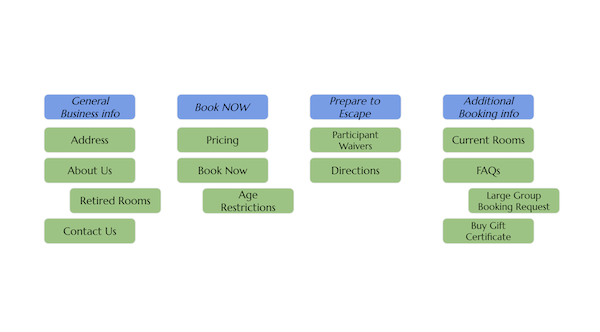 General
Business info
Address
About Us
Retired Rooms
Contact Us
Book NOW
Pricing
Book Now
Age
Restrictions
Prepare to
Escape
Participant
Waivers
Directions
Additional
Booking info
Current Rooms
FAQs
Large Group
Booking Request
Buy Gift
Certificate